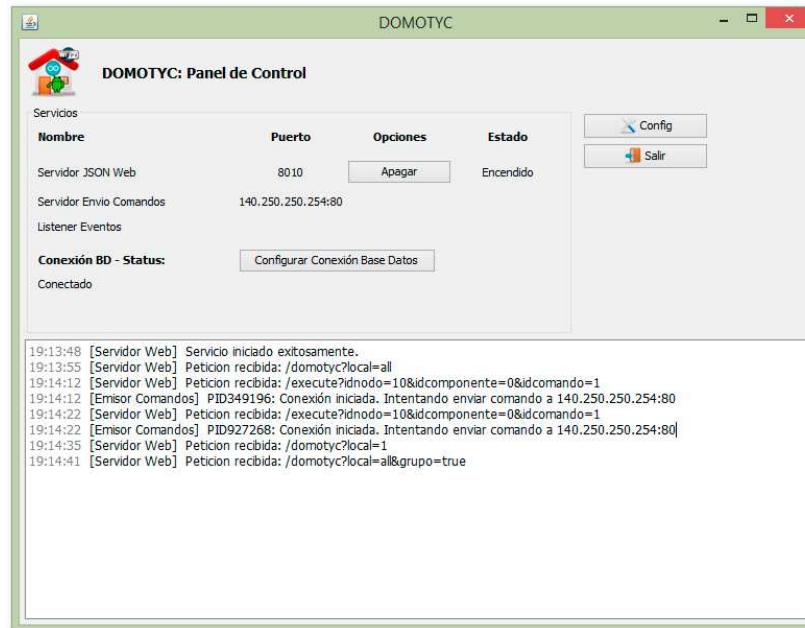 DOMOTYC
DOMOTYC: Panel de Control
Servicios
Nombre Puerto Opciones Estado
Servidor JSON Web 8010 Apagar Encendido
Servidor Envio Comandos 140.250.250.254:80
Listener Eventos
Conexión BD - Status: Configurar Conexión Base Datos
Conectado
Config
Salir
19:13:48 [Servidor Web] Servicio iniciado exitosamente.
19:13:55 [Servidor Web] Peticion recibida: /domotyc?local=all
19:14:12 [Servidor Web] Peticion recibida: /execute?idnodo=10&idcomponente=0&idcomando=1
19:14:12 [Emisor Comandos] PID349196: Conexión iniciada. Intentando enviar comando a 140.250.250.254:80
19:14:22 [Servidor Web] Peticion recibida: /execute?idnodo=10&idcomponente=0&idcomando=1
19:14:22 [Emisor Comandos] PID927268: Conexión iniciada. Intentando enviar comando a 140.250.250.254:80
19:14:35 [Servidor Web] Peticion recibida: /domotyc?local=1
19:14:41 [Servidor Web] Peticion recibida: /domotyc?local=all&grupo=true